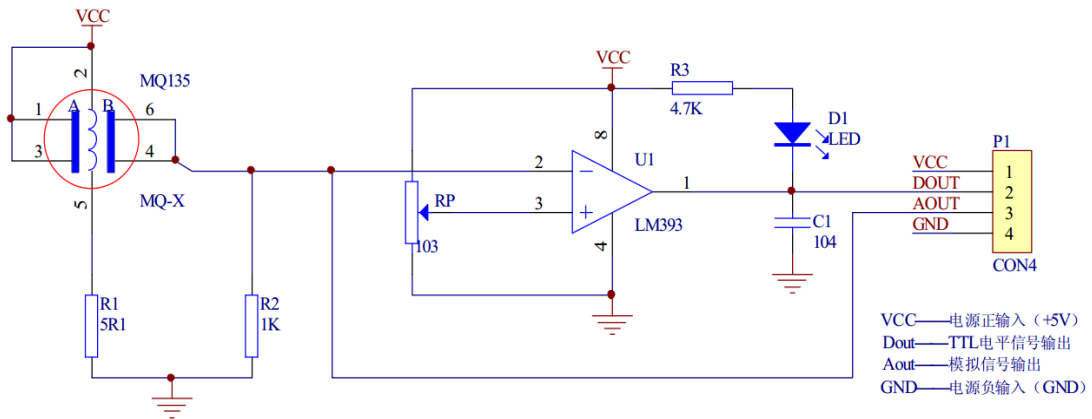 VCC
2
MQ135
1
A
B
6
3
4
5
MQ-X
R1
5R1
R2
1K
VCC
R3
4.7K
D1
LED
8
U1
2
1
3
RP
103
4
LM393
C1
104
P1
VCC 1
DOUT 2
AOUT 3
GND 4
CON4
VCC——电源正输入（+5V）
Dout——TTL电平信号输出
Aout——模拟信号输出
GND——电源负输入（GND）